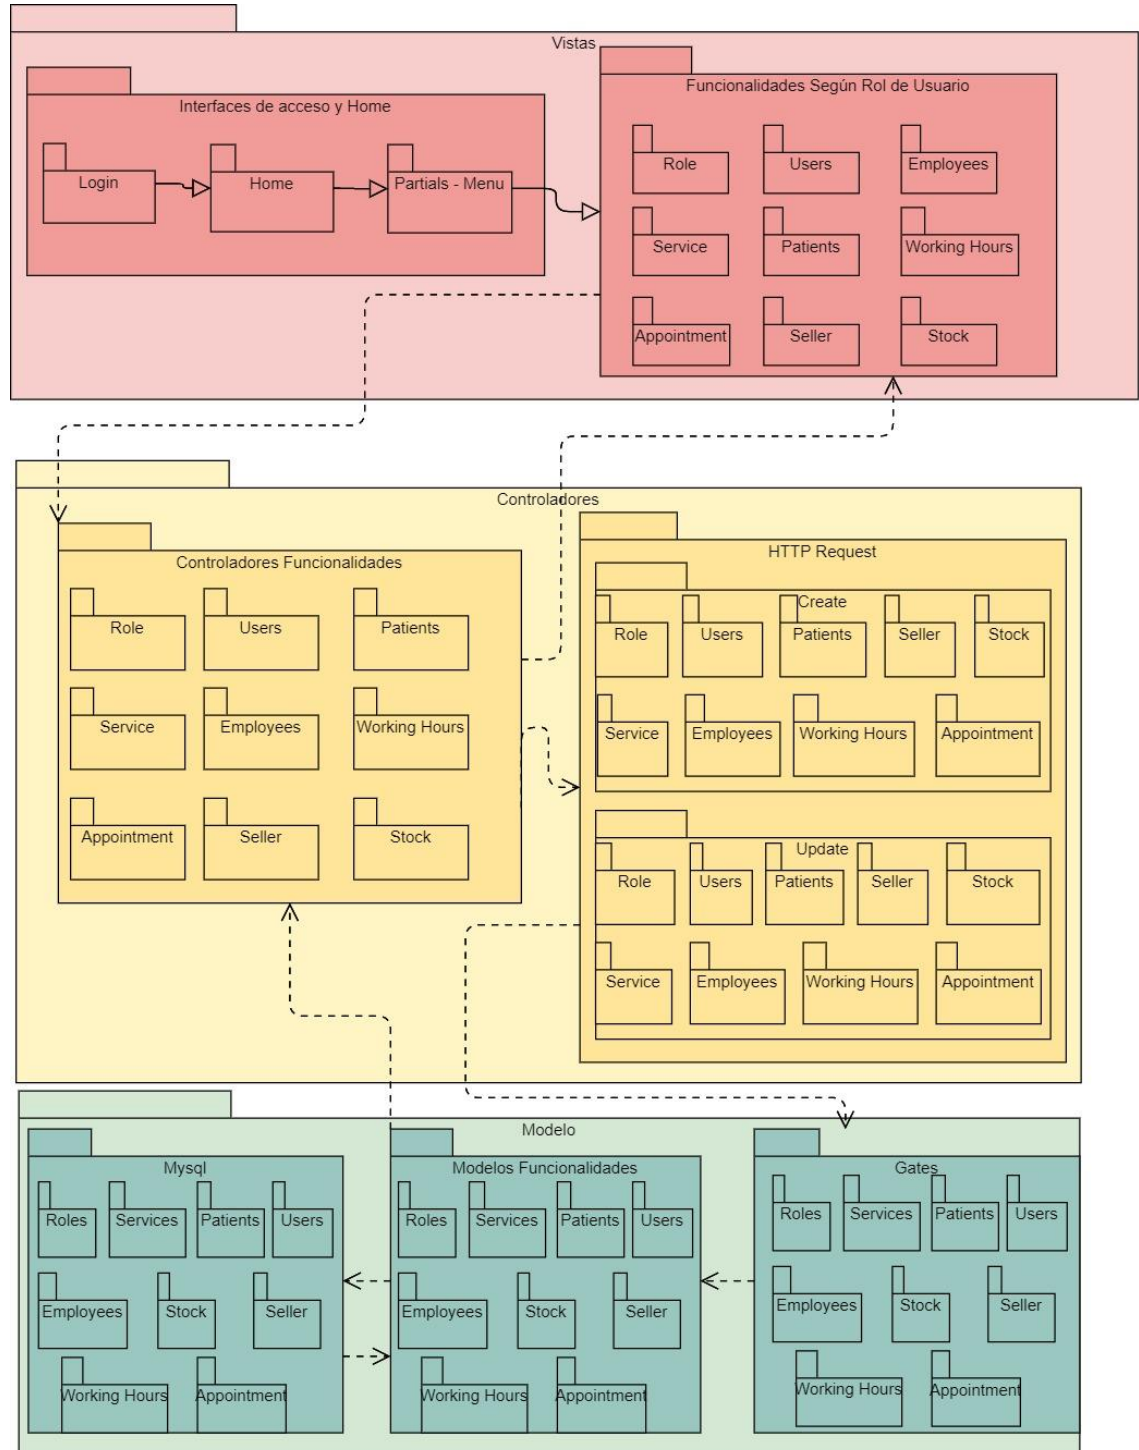 Vistas
Interfaces de acceso y Home
Login
Home
Partials - Menu
Funcionalidades Según Rol de Usuario
Role
Users
Employees
Service
Patients
Working Hours
Appointment
Seller
Stock
Controladores
Controladores Funcionalidades
Role
Users
Patients
Service
Employees
Working Hours
Appointment
Seller
Stock
HTTP Request
Create
Role
Users
Patients
Seller
Stock
Service
Employees
Working Hours
Appointment
Update
Role
Users
Patients
Seller
Stock
Service
Employees
Working Hours
Appointment
Modelo
Mysql
Roles
Services
Patients
Users
Employees
Stock
Seller
Working Hours
Appointment
Modelos Funcionalidades
Roles
Services
Patients
Users
Employees
Stock
Seller
Working Hours
Appointment
Gates
Roles
Services
Patients
Users
Employees
Stock
Seller
Working Hours
Appointment